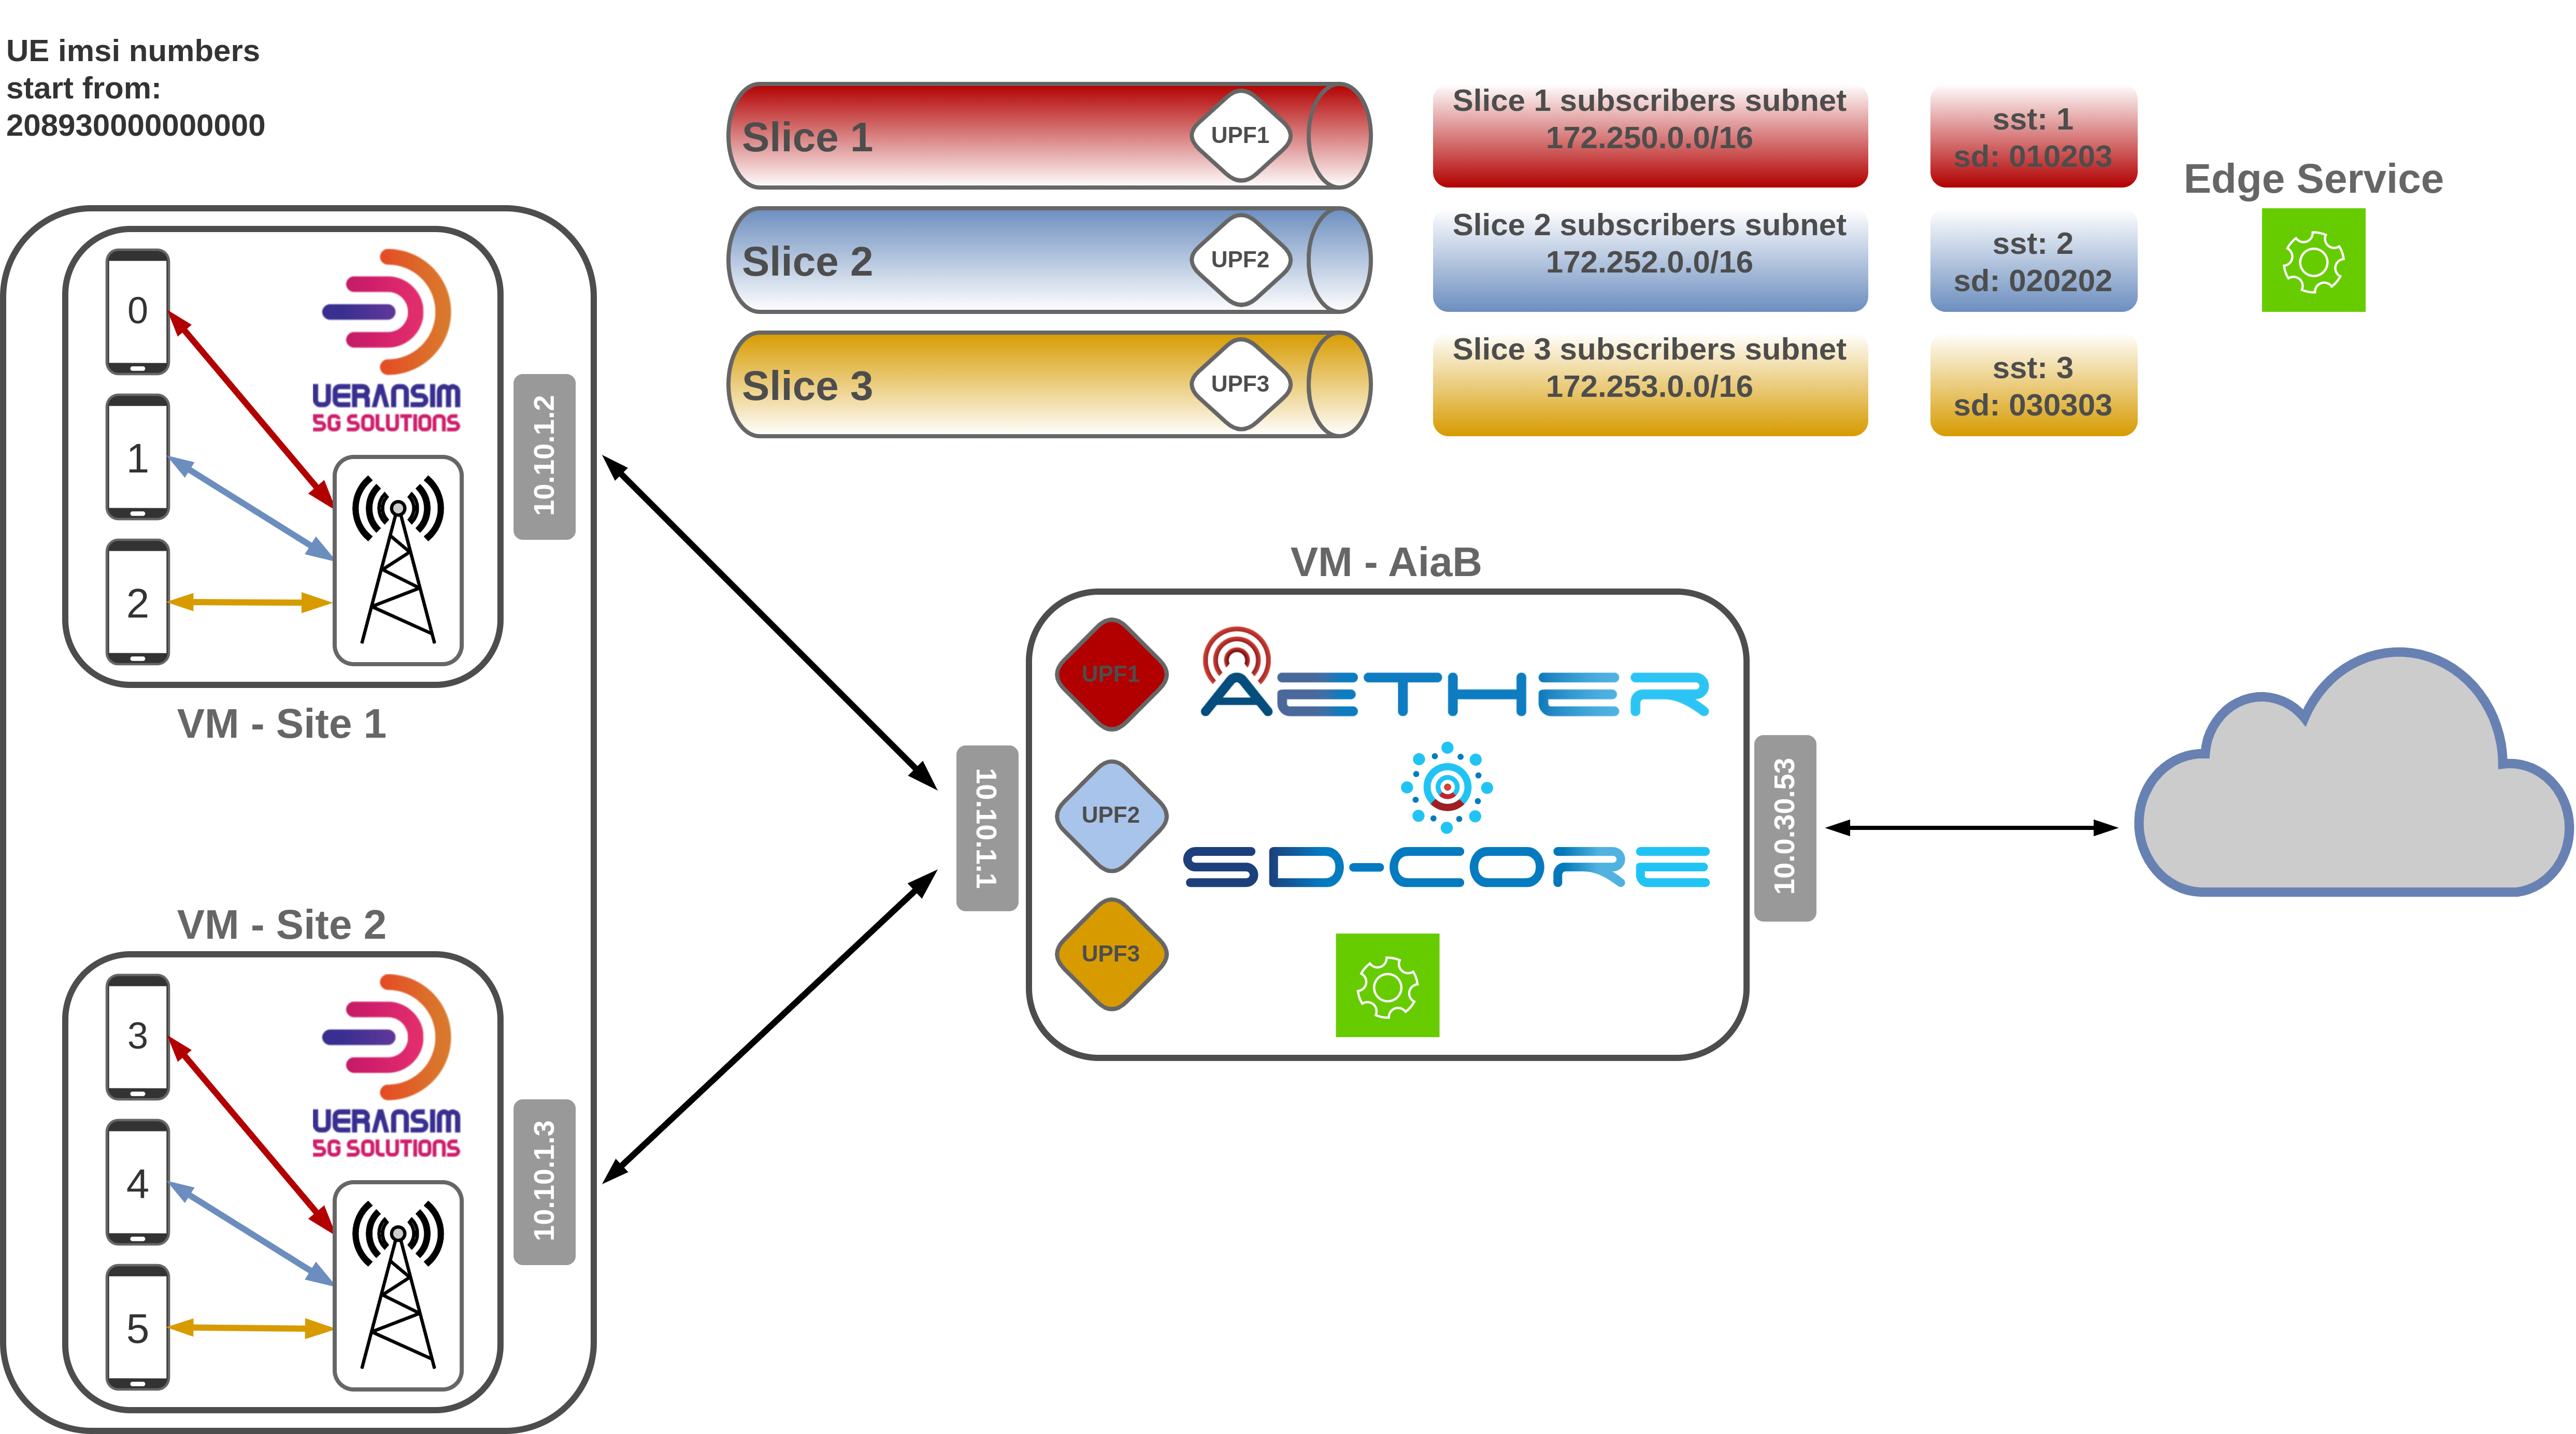 UE imsi numbers
start from:
208930000000000
Slice 1
UPF1
Slice 1 subscribers subnet
172.250.0.0/16
sst: 1
sd: 010203
Slice 2
UPF2
Slice 2 subscribers subnet
172.252.0.0/16
sst: 2
sd: 020202
Slice 3
UPF3
Slice 3 subscribers subnet
172.253.0.0/16
sst: 3
sd: 030303
Edge Service
0
1
2
UERANSIM
5G SOLUTIONS
10.10.1.2
VM - Site 1
VM - Site 2
3
4
5
UERANSIM
5G SOLUTIONS
10.10.1.3
VM - AiaB
10.10.1.1
UPF1
UPF2
UPF3
AETHER
SD-CORE
10.0.30.53